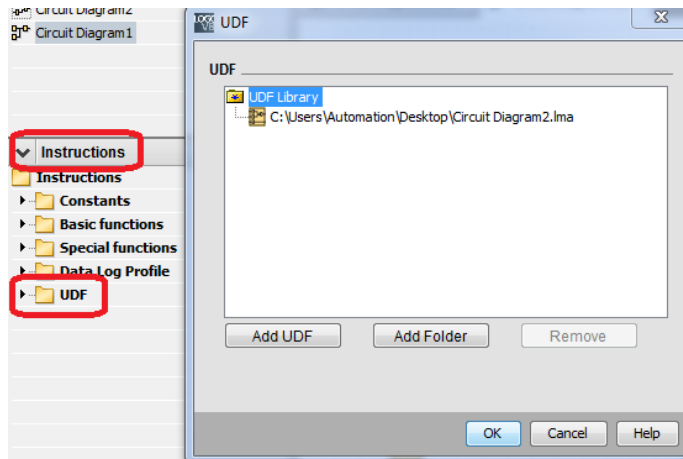 Circuit Diagram2
Circuit Diagram1
Instructions
Instructions
Constants
Basic functions
Special functions
Data Log Profile
UDF
UDF
UDF
UDF Library
C:\Users\Automation\Desktop\Circuit Diagram2.lma
Add UDF
Add Folder
Remove
OK
Cancel
Help